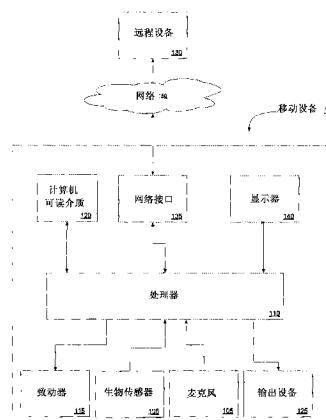 远程设备
130
网络
移动设备
计算机
可读介质
120
网络接口
135
显示器
140
处理器
110
致动器
115
生物传感器
麦克风
105
输出设备
125